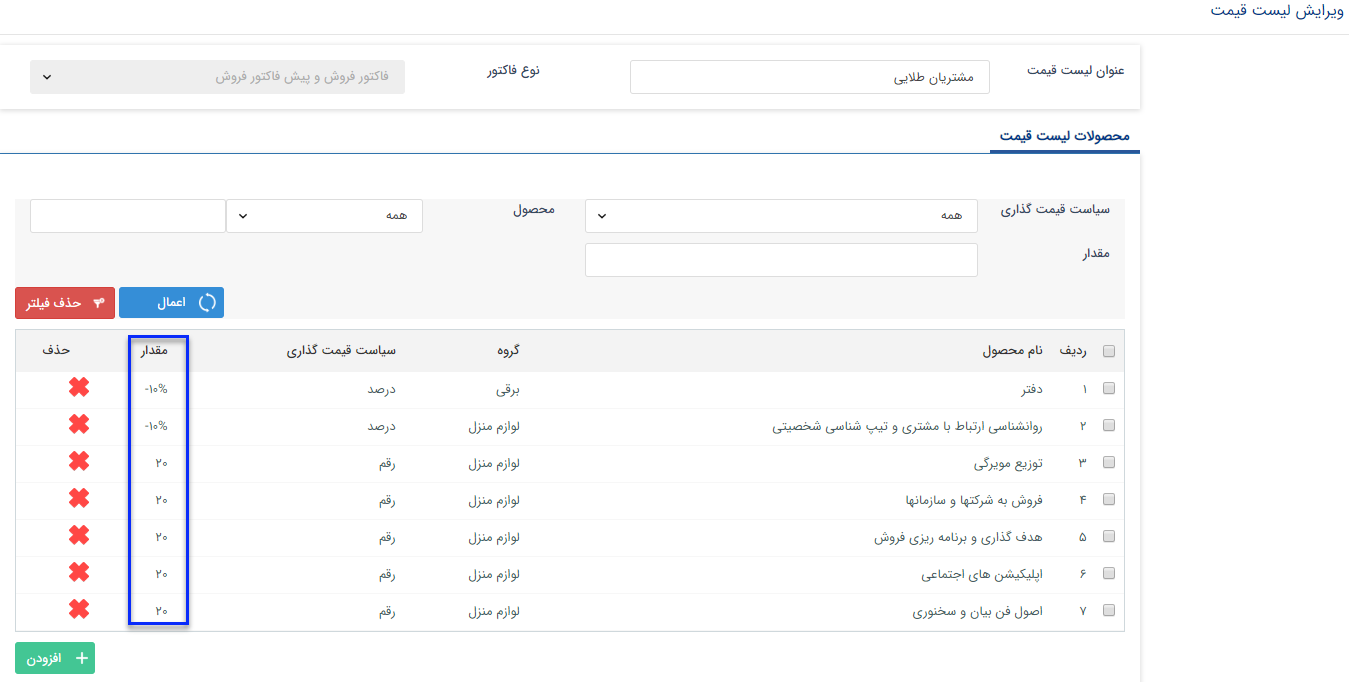 ویرایش لیست قیمت
عنوان لیست قیمت مشتریان طلایی نوع فاکتور فاکتور فروش و پیش فاکتور فروش
محصولات لیست قیمت
سیاست قیمت گذاری همه محصول همه
مقدار
اعمال حذف فیلتر
ردیف نام محصول گروه سیاست قیمت گذاری مقدار حذف
۱ دفتر برقی درصد -۱۰%
۲ روانشناسی ارتباط با مشتری و تیپ شناسی شخصیتی لوازم منزل درصد -۱۰%
۳ توزیع مویرگی لوازم منزل رقم ۲۰
۴ فروش به شرکتها و سازمانها لوازم منزل رقم ۲۰
۵ هدف گذاری و برنامه ریزی فروش لوازم منزل رقم ۲۰
۶ اپلیکیشن های اجتماعی لوازم منزل رقم ۲۰
۷ اصول فن بیان و سخنوری لوازم منزل رقم ۲۰
افزودن